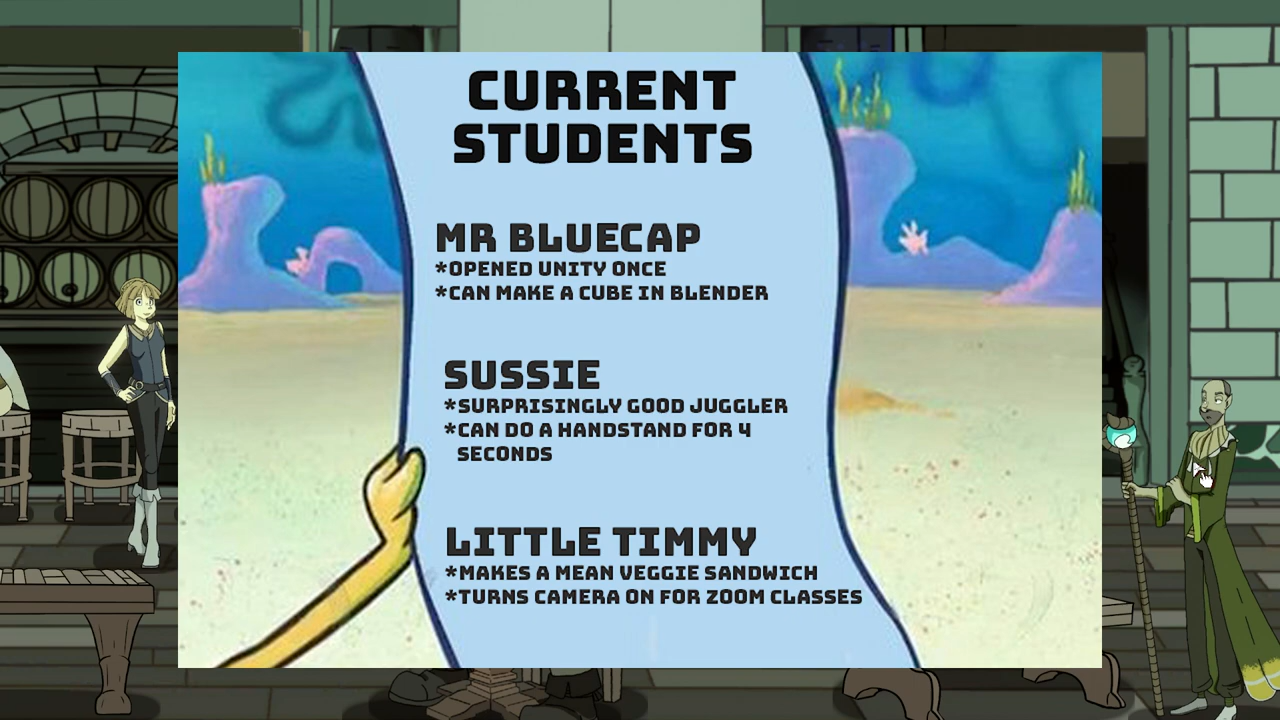 CURRENT
STUDENTS
MR BLUECAP
*OPENED UNITY ONCE
*CAN MAKE A CUBE IN BLENDER
SUSSIE
*SURPRISINGLY GOOD JUGGLER
*CAN DO A HANDSTAND FOR 4
SECONDS
LITTLE TIMMY
*MAKES A MEAN VEGGIE SANDWICH
*TURNS CAMERA ON FOR ZOOM CLASSES